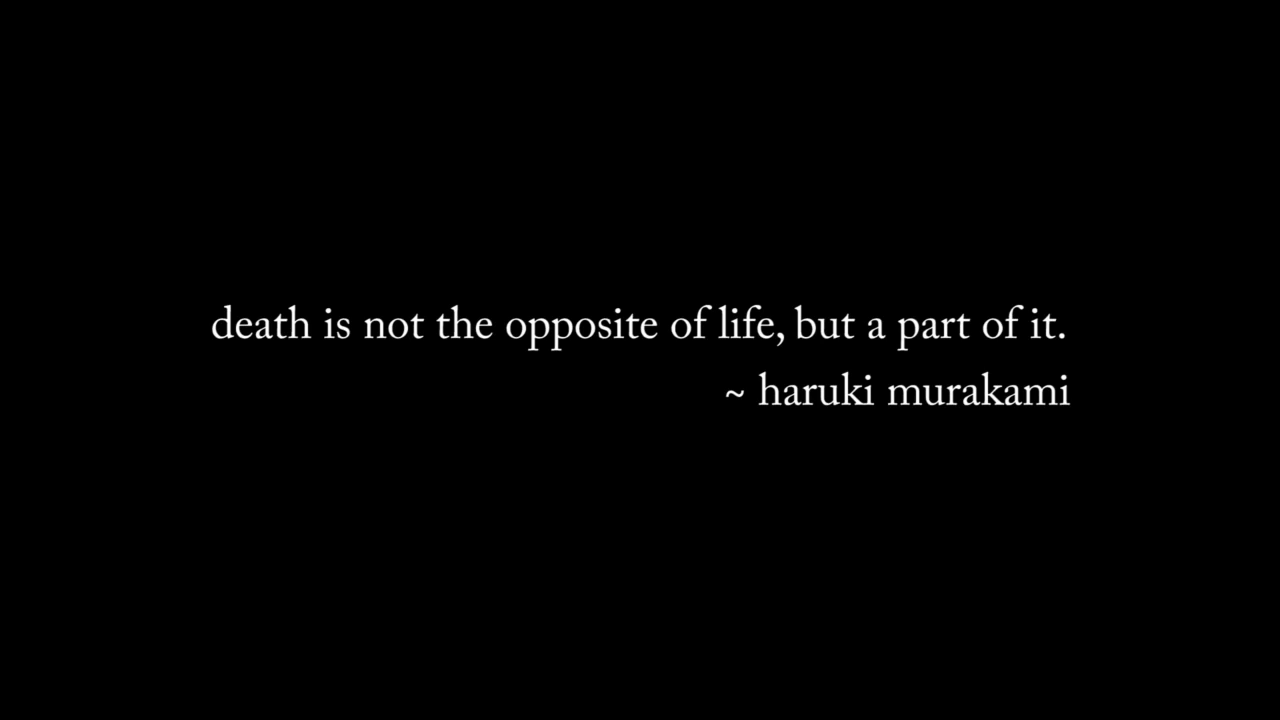 death is not the opposite of life, but a part of it.
~ haruki murakami